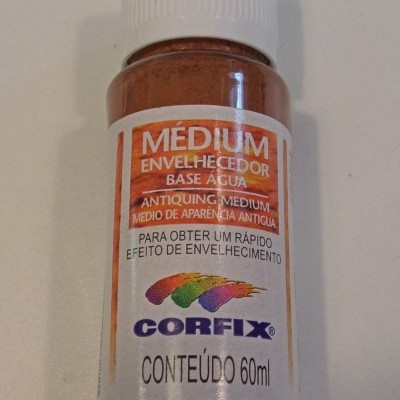 MÉDIUM
ENVELHECEDOR
BASE ÁGUA
ANTIQUING MEDIUM
MEDIO DE APARÊNCIA ANTIGUA
PARA OBTER UM RÁPIDO
EFEITO DE ENVELHECIMENTO
CORFIX®
CONTEÚDO 60ml